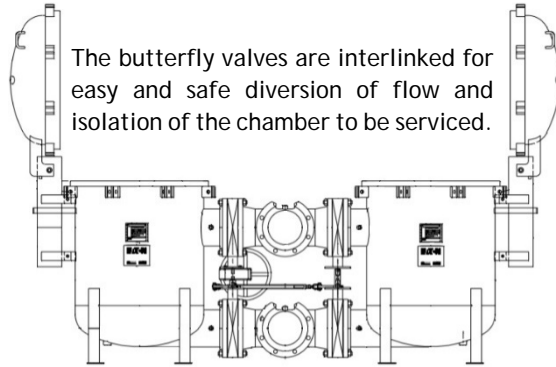 The butterfly valves are interlinked for
easy and safe diversion of flow and
isolation of the chamber to be serviced.